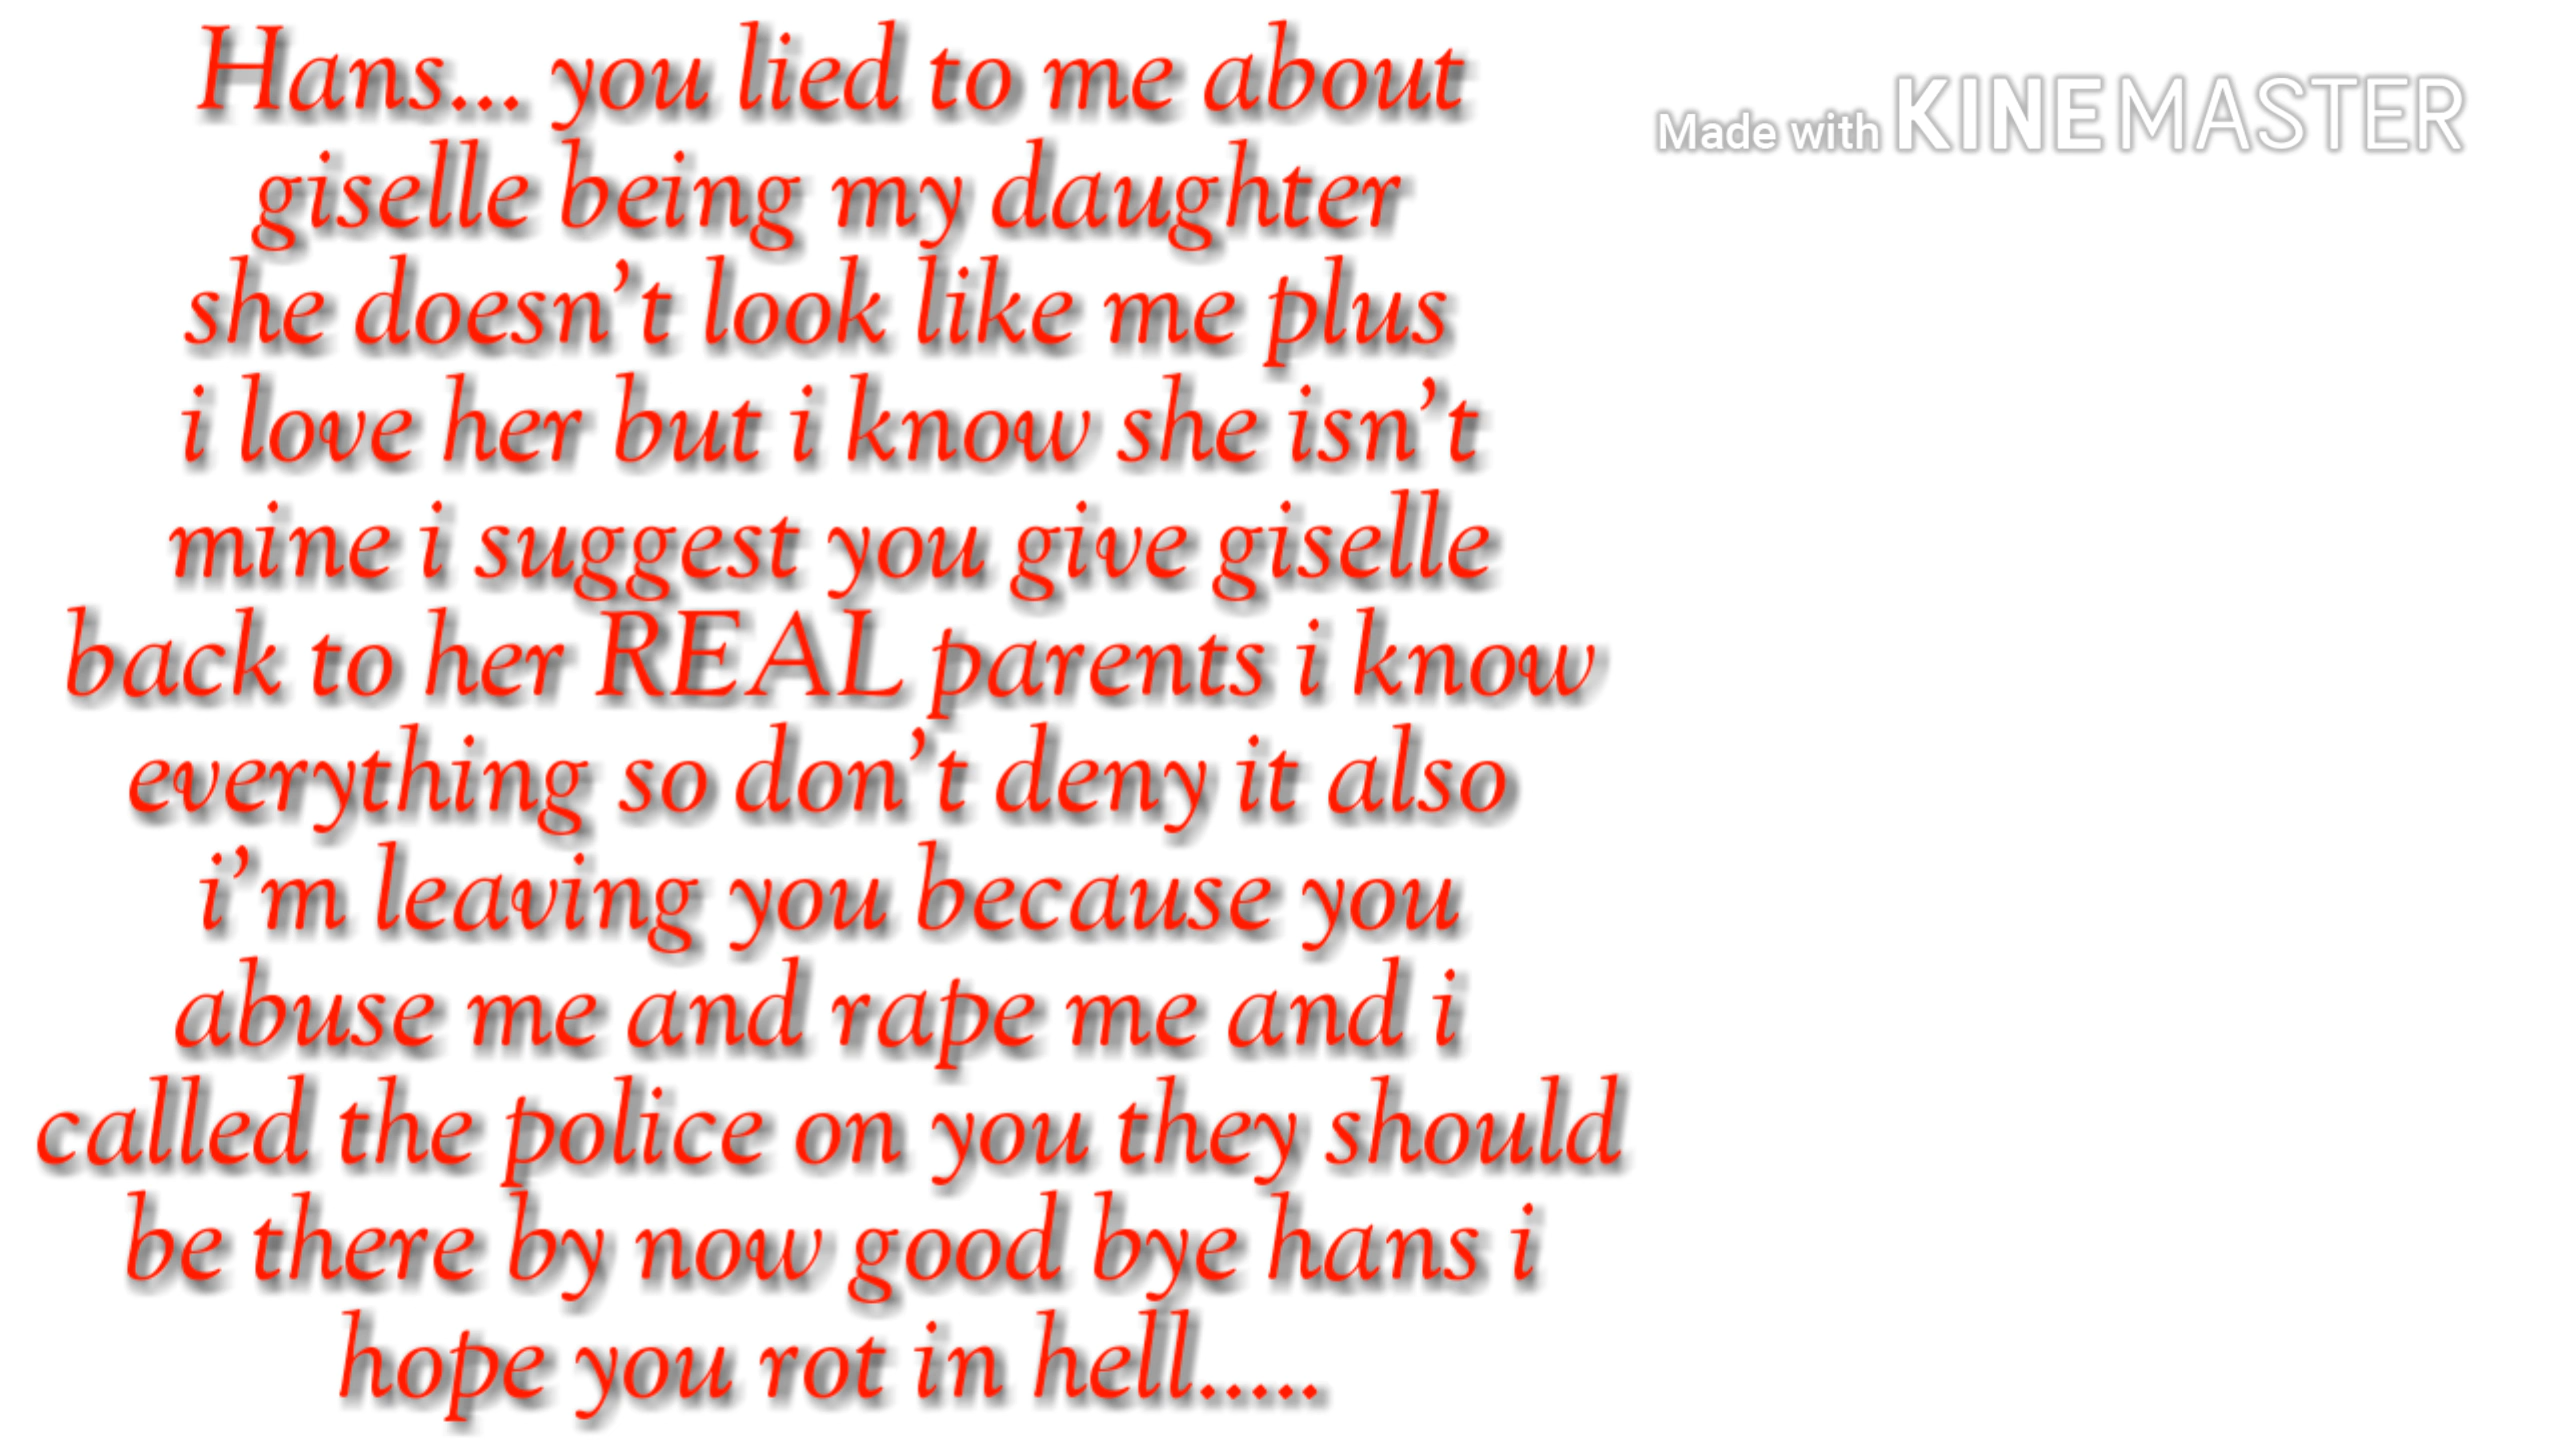 Hans... you lied to me about
giselle being my daughter
she doesn’t look like me plus
i love her but i know she isn’t
mine i suggest you give giselle
back to her REAL parents i know
everything so don’t deny it also
i’m leaving you because you
abuse me and rape me and i
called the police on you they should
be there by now good bye hans i
hope you rot in hell.....
Made with KINEMASTER